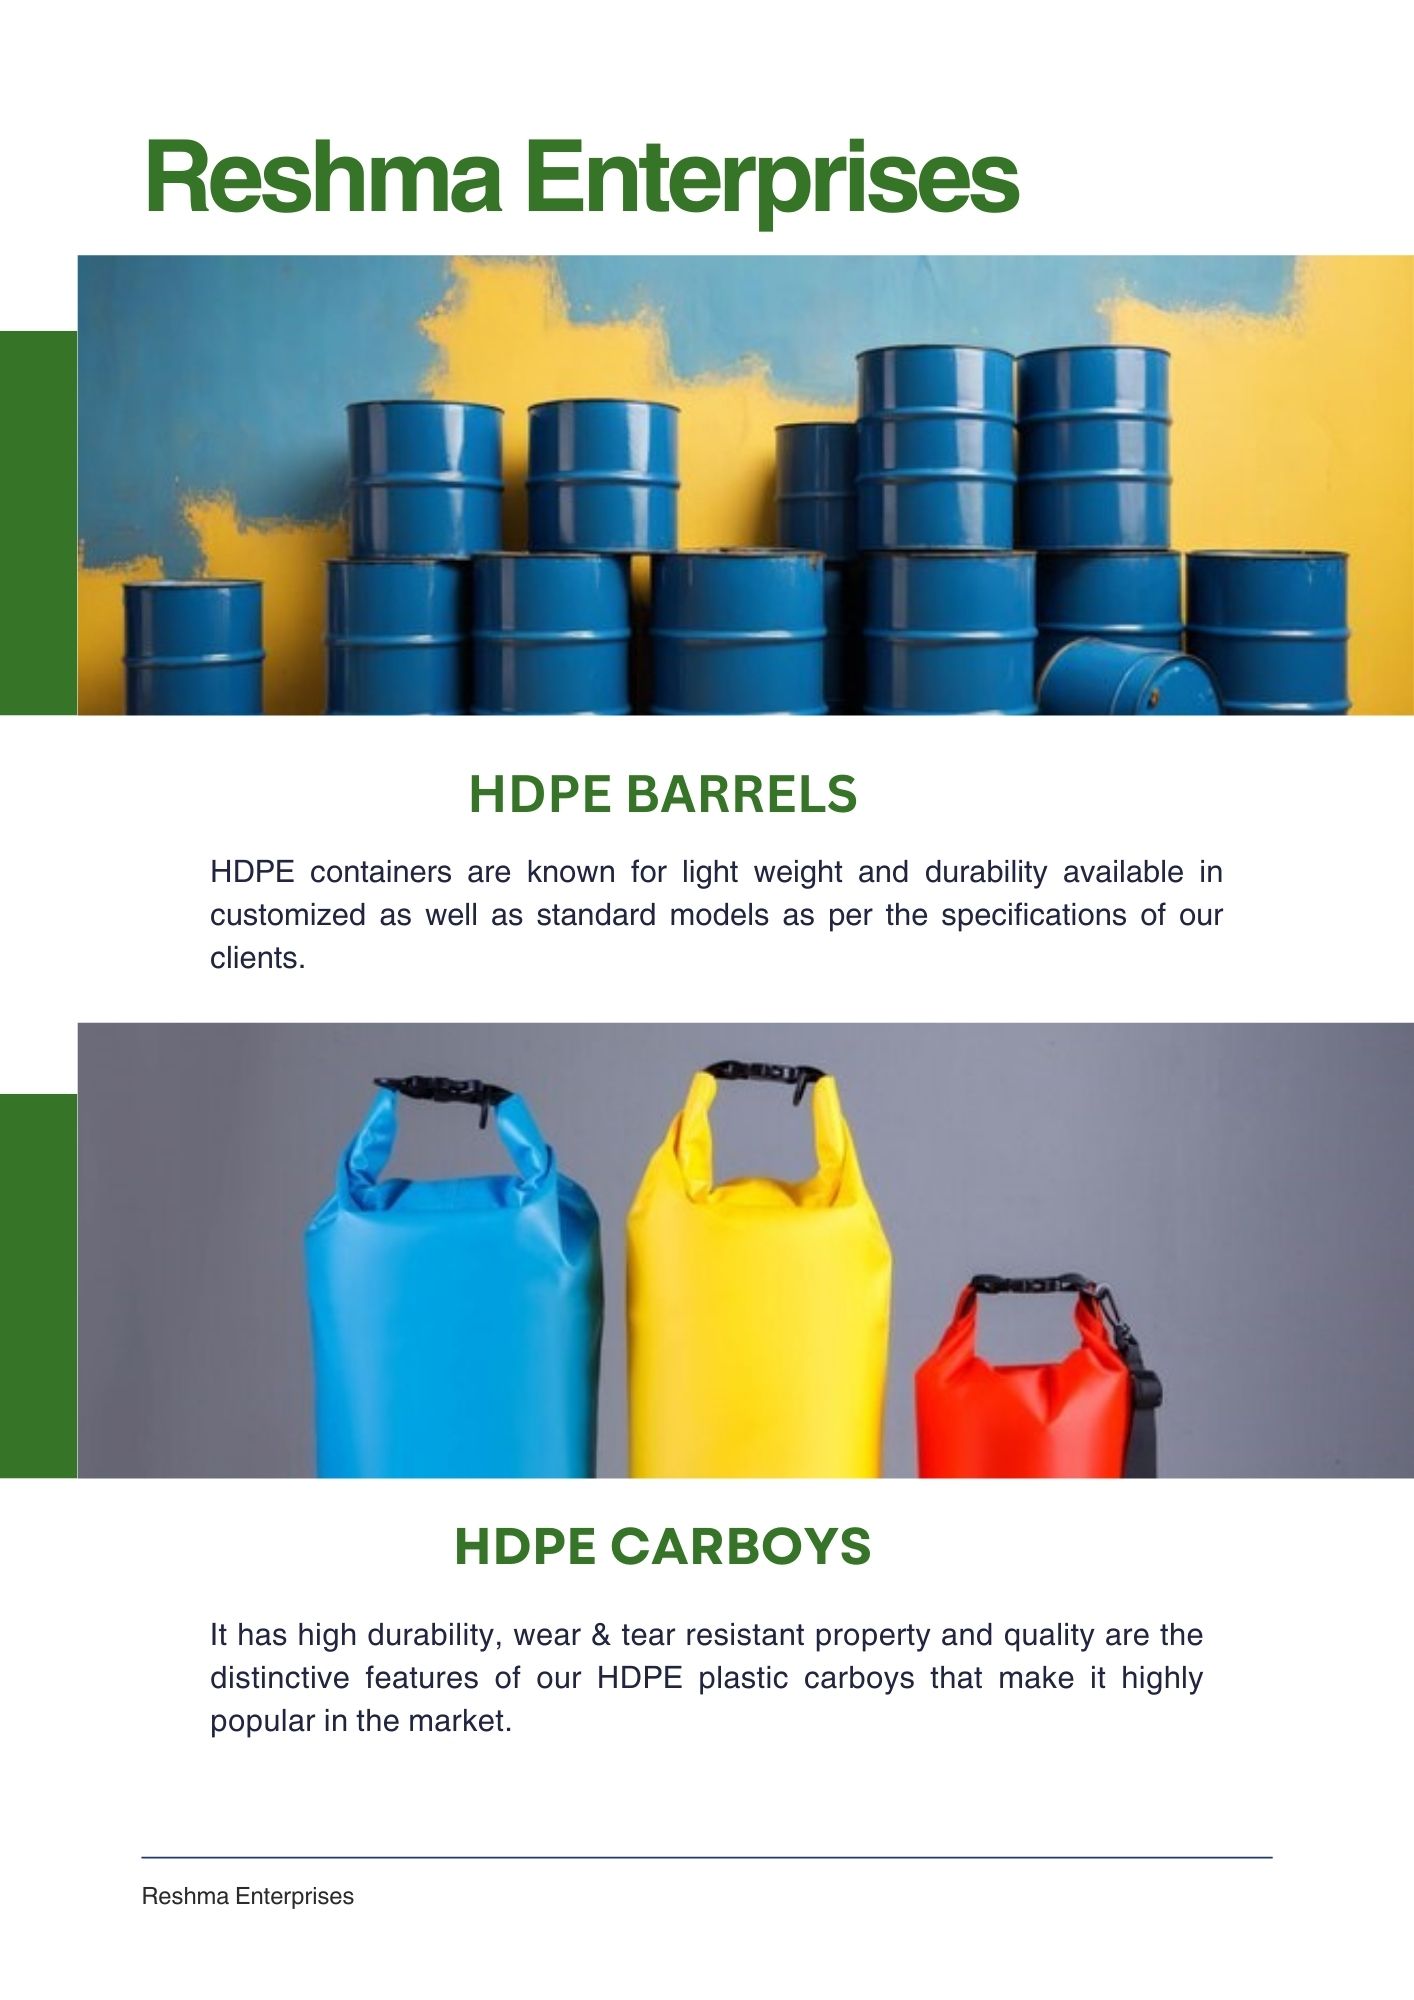 Reshma Enterprises
HDPE BARRELS
HDPE containers are known for light weight and durability available in
customized as well as standard models as per the specifications of our
clients.
HDPE CARBOYS
It has high durability, wear & tear resistant property and quality are the
distinctive features of our HDPE plastic carboys that make it highly
popular in the market.
Reshma Enterprises